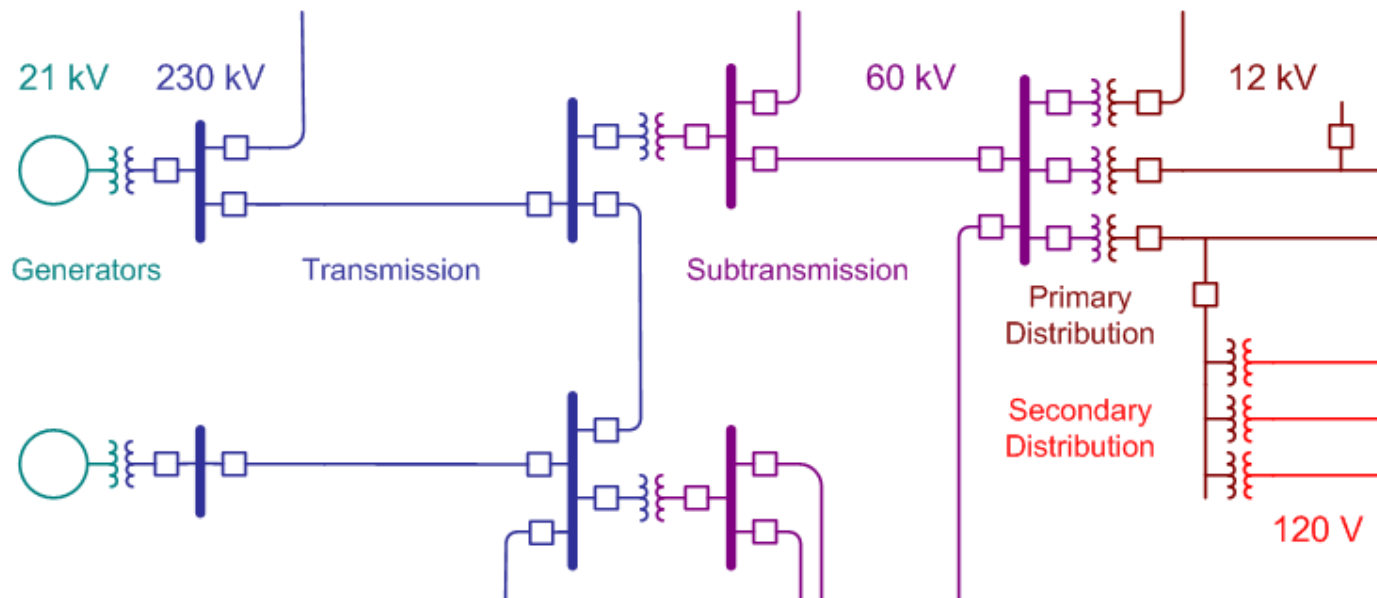 21 kV
230 kV
60 kV
12 kV
Generators
Transmission
Subtransmission
Primary
Distribution
Secondary
Distribution
120 V